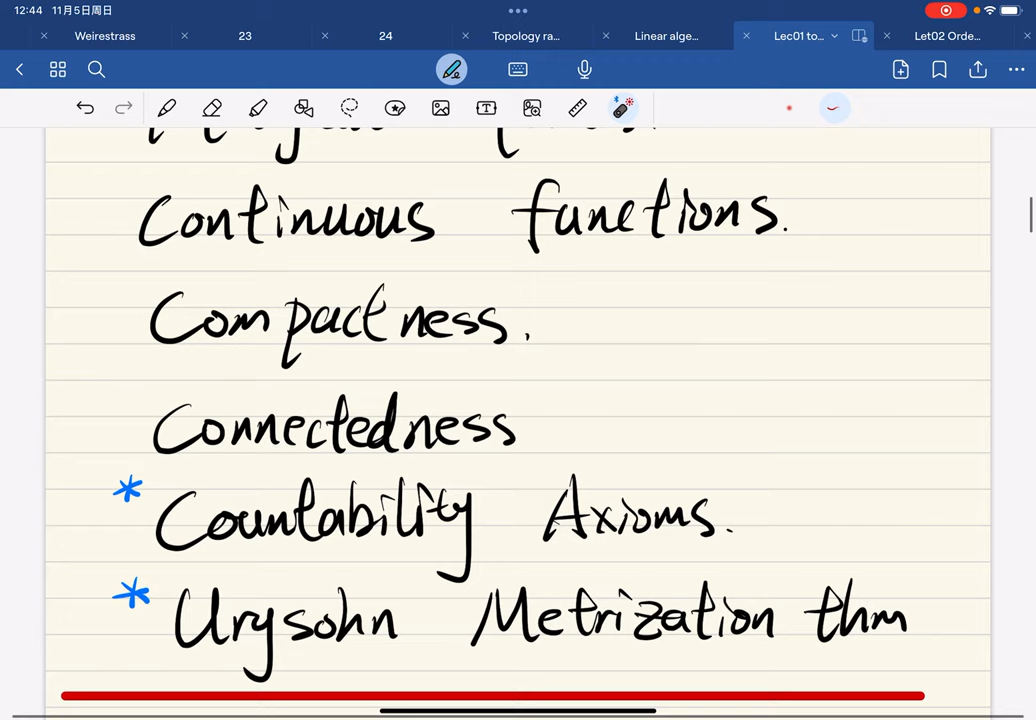 12:44 11月5日周日
Weirestrass 23 24 Topology ra... Linear alge... Lec01 to... Let02 Orde...
Continuous functions.
Compactness.
Connectedness
* Countability Axioms.
* Urysohn Metrization thm